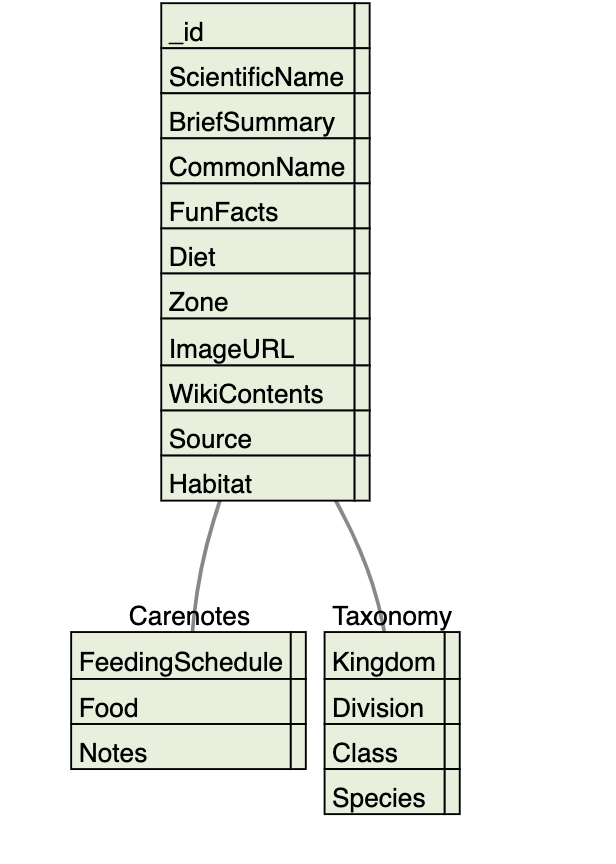 _id
ScientificName
BriefSummary
CommonName
FunFacts
Diet
Zone
ImageURL
WikiContents
Source
Habitat
Carenotes
FeedingSchedule
Food
Notes
Taxonomy
Kingdom
Division
Class
Species